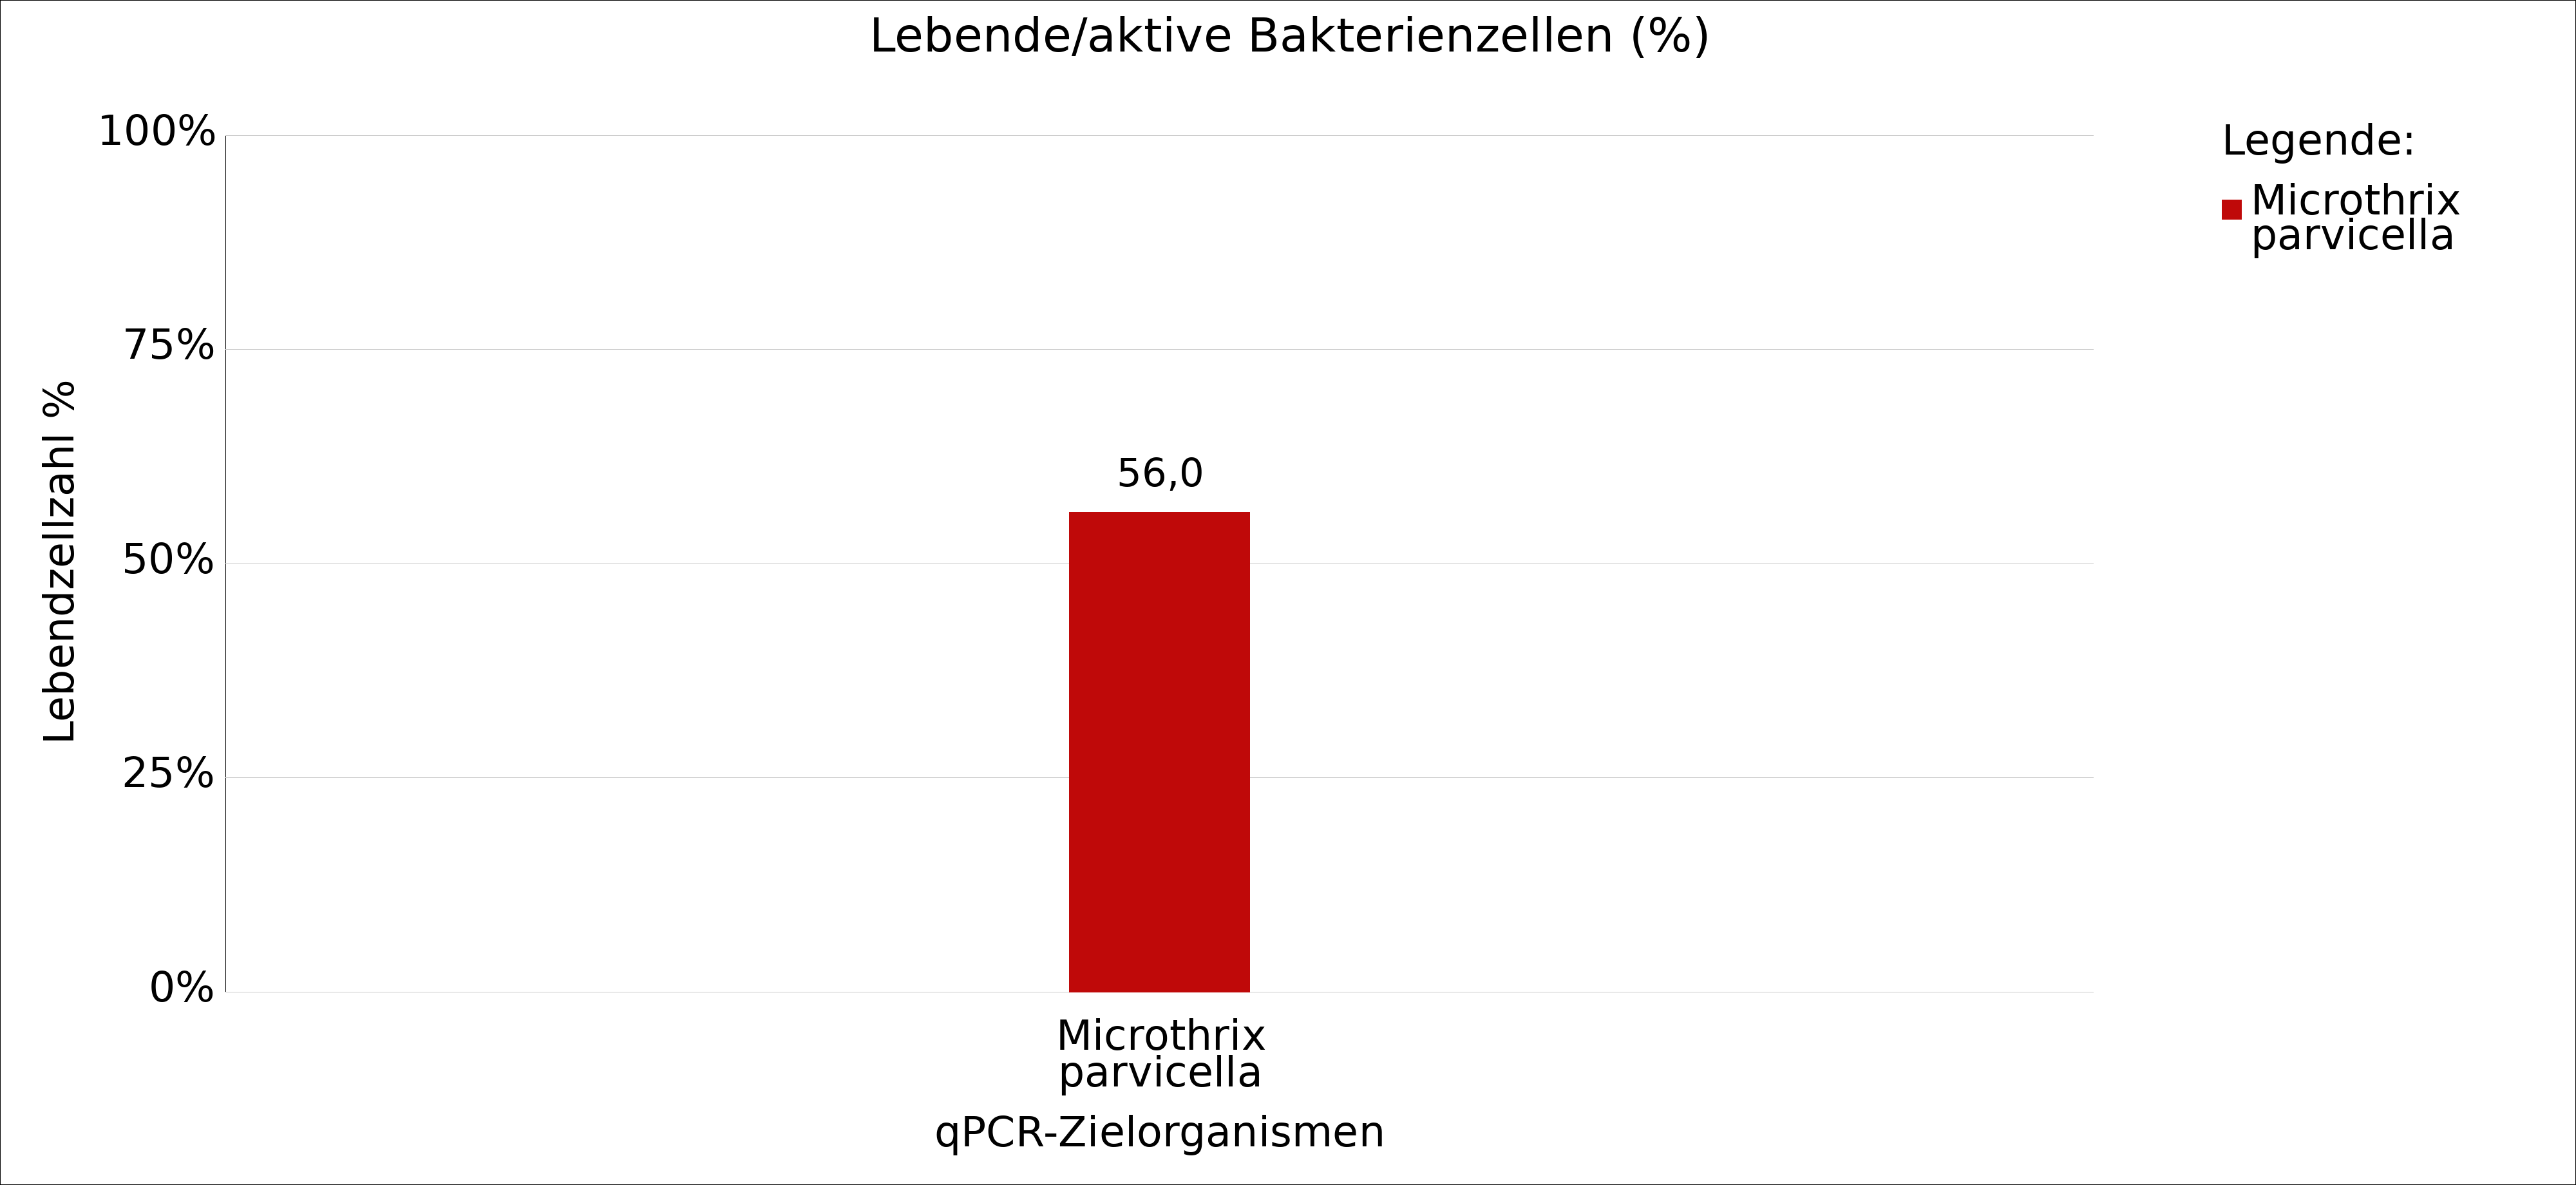 Lebende/aktive Bakterienzellen (%)
100%
75%
50%
25%
0%
Lebendzellzahl %
56,0
Microthrix
parvicella
qPCR-Zielorganismen
Legende:
Microthrix
parvicella